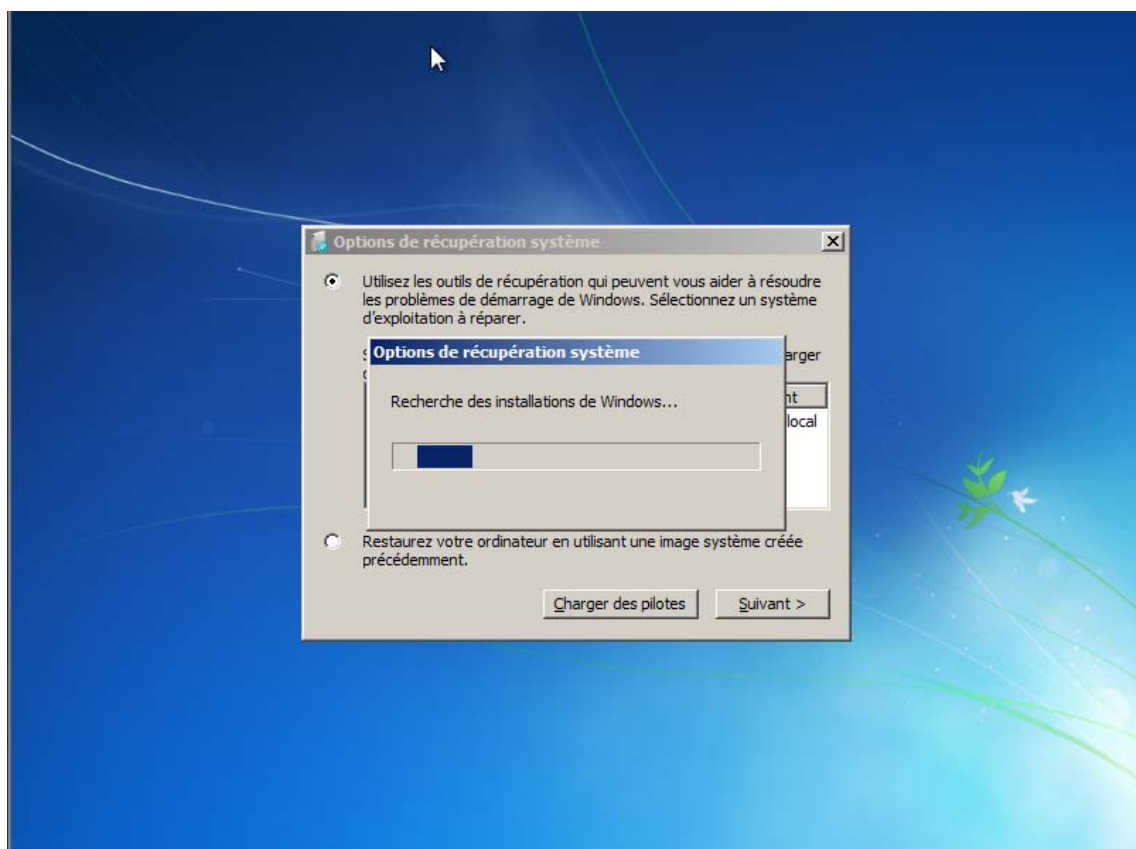 Options de récupération système
Utilisez les outils de récupération qui peuvent vous aider à résoudre
les problèmes de démarrage de Windows. Sélectionnez un système
d'exploitation à réparer.
Options de récupération système
Recherche des installations de Windows...
local
Restaurez votre ordinateur en utilisant une image système créée
précédemment.
Charger des pilotes
Suivant >